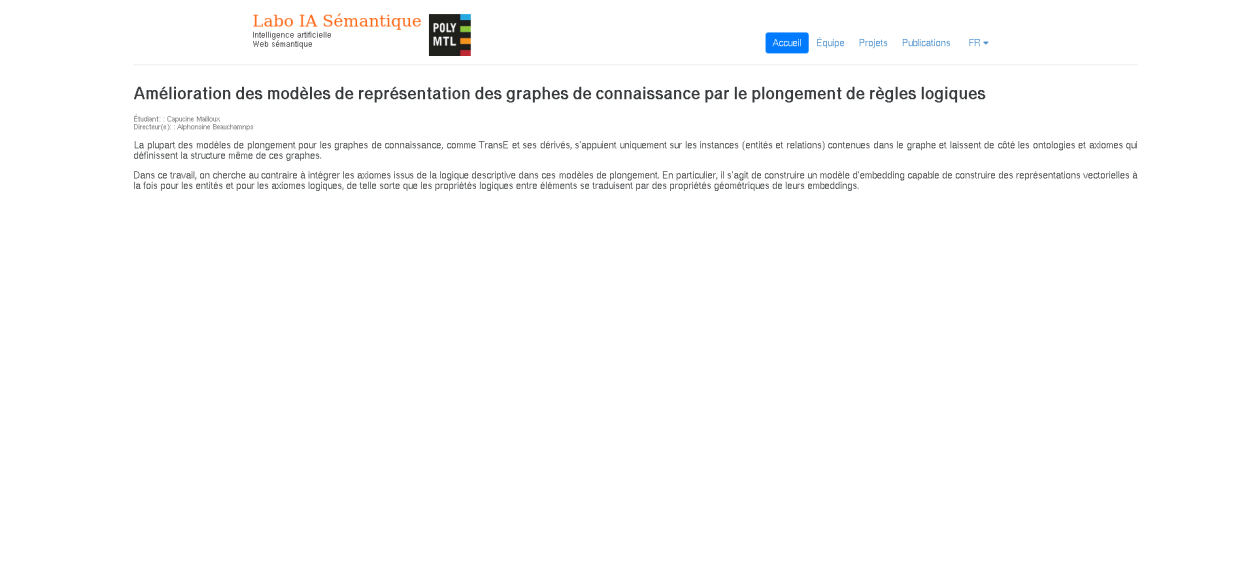 Labo IA Sémantique
Intelligence artificielle
Web sémantique
POLY
MTL
Accueil Équipe Projets Publications FR
Amélioration des modèles de représentation des graphes de connaissance par le plongement de règles logiques
Étudiant: : Capucine Mailloux
Directeur(e): : Alphonsine Beauchamnps
La plupart des modèles de plongement pour les graphes de connaissance, comme TransE et ses dérivés, s'appuient uniquement sur les instances (entités et relations) contenues dans le graphe et laissent de côté les ontologies et axiomes qui
définissent la structure même de ces graphes.
Dans ce travail, on cherche au contraire à intégrer les axiomes issus de la logique descriptive dans ces modèles de plongement. En particulier, il s'agit de construire un modèle d'embedding capable de construire des représentations vectorielles à
la fois pour les entités et pour les axiomes logiques, de telle sorte que les propriétés logiques entre éléments se traduisent par des propriétés géométriques de leurs embeddings.